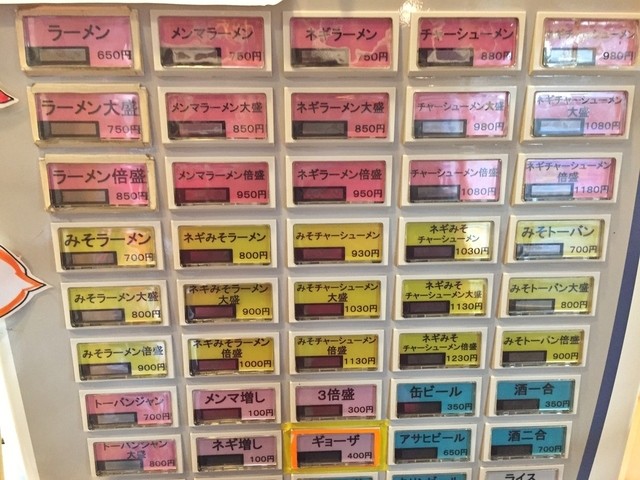 ラーメン
650円
メンマラーメン
750円
ネギラーメン
750円
チャーシューメン
880円
980円
ラーメン大盛
750円
メンマラーメン大盛
850円
ネギラーメン大盛
850円
チャーシューメン大盛
980円
ネギチャーシューメン
大盛
1080円
ラーメン倍盛
850円
メンマラーメン倍盛
950円
ネギラーメン倍盛
950円
チャーシューメン倍盛
1080円
ネギチャーシューメン
倍盛
1180円
みそラーメン
700円
ネギみそラーメン
800円
みそチャーシューメン
930円
ネギみそ
チャーシューメン
1030円
みそトーバン
700円
みそラーメン大盛
800円
ネギみそラーメン
大盛
900円
みそチャーシューメン
大盛
1030円
ネギみそ
チャーシューメン大盛
1130円
みそトーバン大盛
800円
みそラーメン倍盛
900円
ネギみそラーメン
倍盛
1000円
みそチャーシューメン
倍盛
1130円
ネギみそ
チャーシューメン倍盛
1230円
みそトーバン倍盛
900円
トーバンジャン
700円
メンマ増し
100円
3倍盛
300円
缶ビール
350円
酒一合
350円
トーバンジャン
大盛
800円
ネギ増し
100円
ギョーザ
400円
アサヒビール
650円
酒二合
700円
ライス